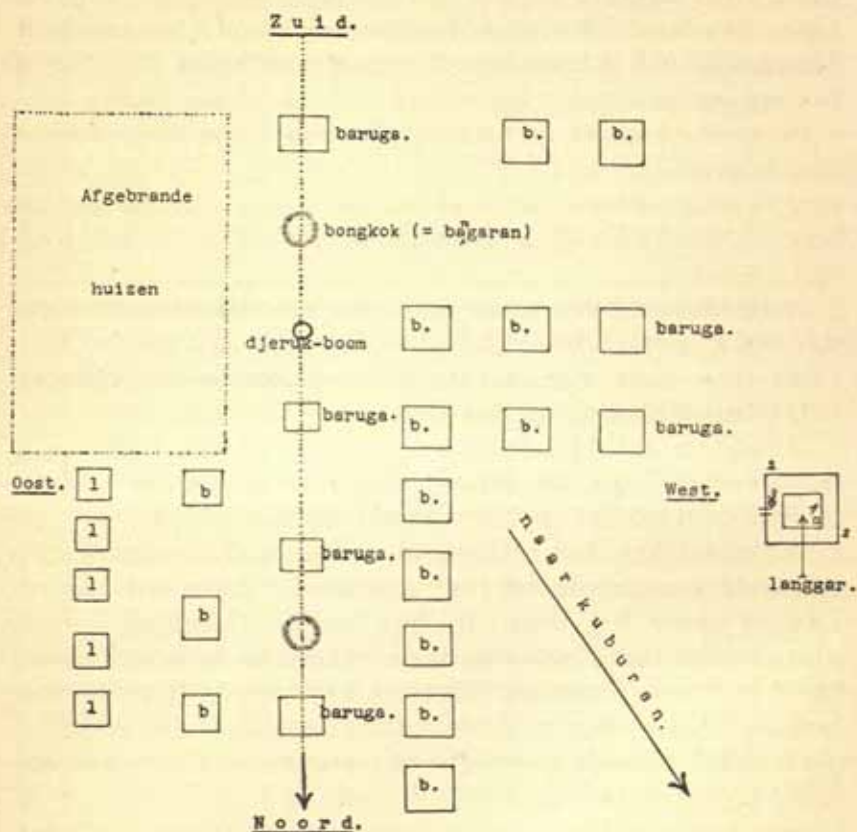 Zuid.
baruga. b. b.
Afgebrande
bongkok (= bagaran)
huizen
b. b. baruga.
djeruk-boom
baruga. b. b. baruga.
Oost. l b b. West. z
l z
baruga. b.
l
langgar.
b b.
l
l b baruga. b.
naar kuburan.
b.
Noord.